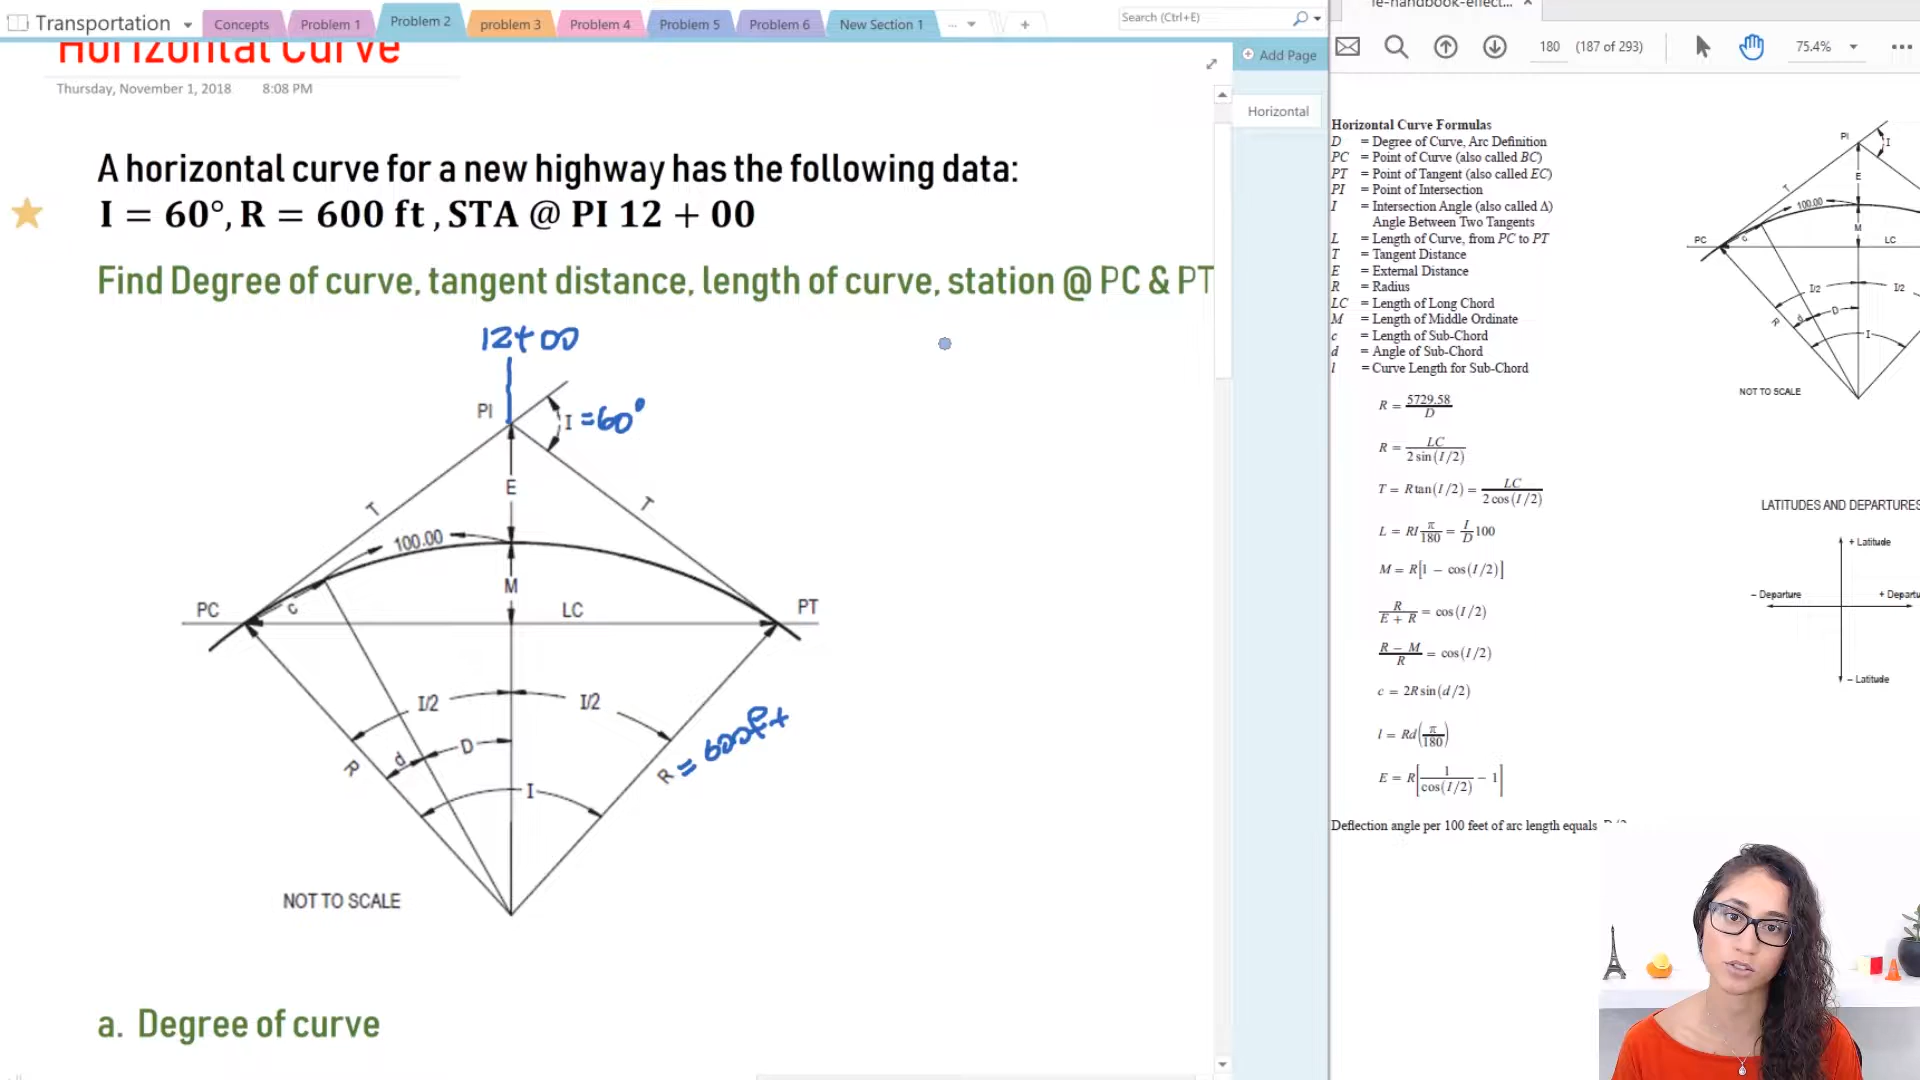 Transportation
Concepts
Problem 1
Problem 2
problem 3
Problem 4
Problem 5
Problem 6
New Section 1
...
+
Search (Ctrl+E)
180 (187 of 293)
75.4%
Horizontal Curve
Thursday, November 1, 2018 8:08 PM
Add Page
Horizontal
A horizontal curve for a new highway has the following data:
I = 60°, R = 600 ft , STA @ PI 12 + 00
Find Degree of curve, tangent distance, length of curve, station @ PC & PT
12+00
PI
I =60°
E
T
T
100.00
M
PC
c
LC
PT
I/2
I/2
D
d
R
R = 600ft
I
NOT TO SCALE
a. Degree of curve
Horizontal Curve Formulas
D = Degree of Curve, Arc Definition
PC = Point of Curve (also called BC)
PT = Point of Tangent (also called EC)
PI = Point of Intersection
I = Intersection Angle (also called Δ)
Angle Between Two Tangents
L = Length of Curve, from PC to PT
T = Tangent Distance
E = External Distance
R = Radius
LC = Length of Long Chord
M = Length of Middle Ordinate
c = Length of Sub-Chord
d = Angle of Sub-Chord
l = Curve Length for Sub-Chord
R = 5729.58 / D
R = LC / 2 sin(I/2)
T = R tan(I/2) = LC / 2 cos(I/2)
L = RI π/180 = I/D 100
M = R[1 − cos(I/2)]
R / E + R = cos(I/2)
R − M / R = cos(I/2)
c = 2R sin(d/2)
l = Rd(π/180)
E = R[1 / cos(I/2) − 1]
Deflection angle per 100 feet of arc length equals
PI
I
E
T
100.00
M
PC
c
LC
I/2
I/2
D
d
R
I
NOT TO SCALE
LATITUDES AND DEPARTURES
+ Latitude
− Departure
− Latitude